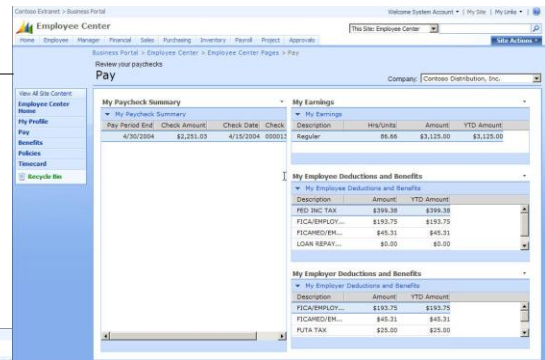 Contoso Extranet > Business Portal
Welcome System Account | My Site | My Links
Employee Center
This Site: Employee Center
Home Employee Manager Financial Sales Purchasing Inventory Payroll Project Approvals
Site Actions
Business Portal > Employee Center > Employee Center Pages > Pay
Review your paychecks
Pay
Company: Contoso Distribution, Inc.
View All Site Content
Employee Center Home
My Profile
Pay
Benefits
Policies
Timecard
Recycle Bin
My Paycheck Summary
My Paycheck Summary
Pay Period End Check Amount Check Date Check
4/30/2004 $2,251.03 4/15/2004 000013
My Earnings
My Earnings
Description Hrs/Units Amount YTD Amount
Regular 86.66 $3,125.00 $3,125.00
My Employee Deductions and Benefits
My Employee Deductions and Benefits
Description Amount YTD Amount
FED INC TAX $399.38 $399.38
FICA/EMPLOY... $193.75 $193.75
FICAMED/EM... $45.31 $45.31
LOAN REPAY... $0.00 $0.00
My Employer Deductions and Benefits
My Employer Deductions and Benefits
Description Amount YTD Amount
FICA/EMPLOY... $193.75 $193.75
FICAMED/EM... $45.31 $45.31
FUTA TAX $25.00 $25.00